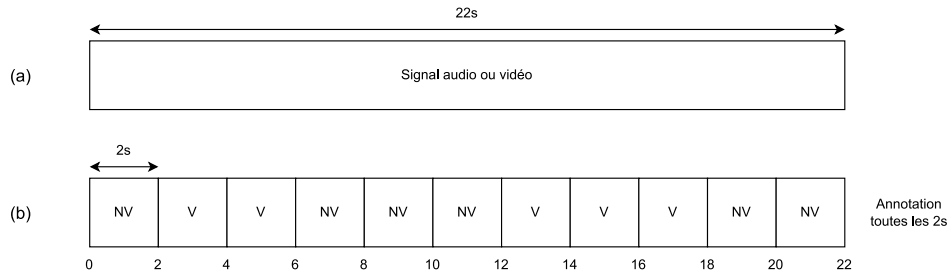 22s
(a)
Signal audio ou vidéo
2s
(b)
NV V V NV NV NV V V V NV NV
Annotation
toutes les 2s
0 2 4 6 8 10 12 14 16 18 20 22